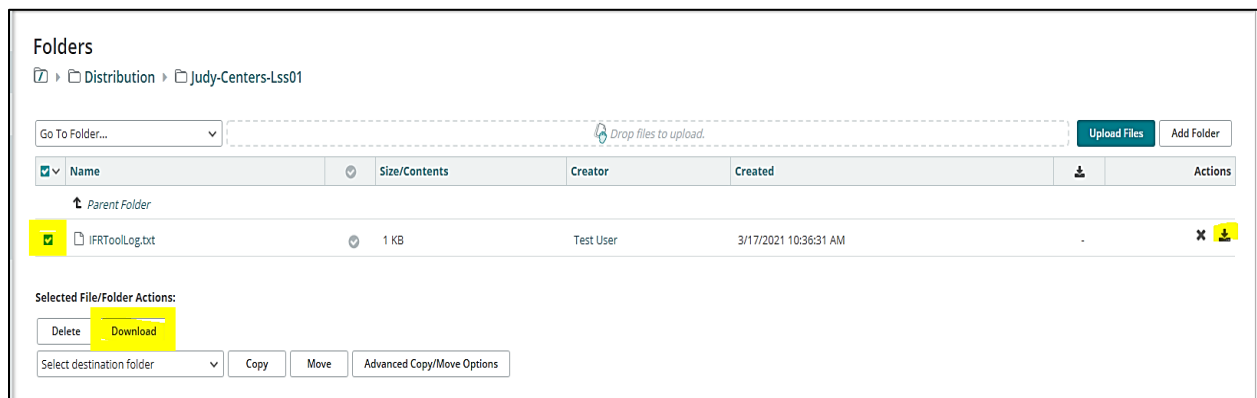 Folders
Distribution Judy-Centers-Lss01
Go To Folder... Drop files to upload. Upload Files Add Folder
Name Size/Contents Creator Created Actions
Parent Folder
IFRToolLog.txt 1 KB Test User 3/17/2021 10:36:31 AM -
Selected File/Folder Actions:
Delete Download
Select destination folder Copy Move Advanced Copy/Move Options